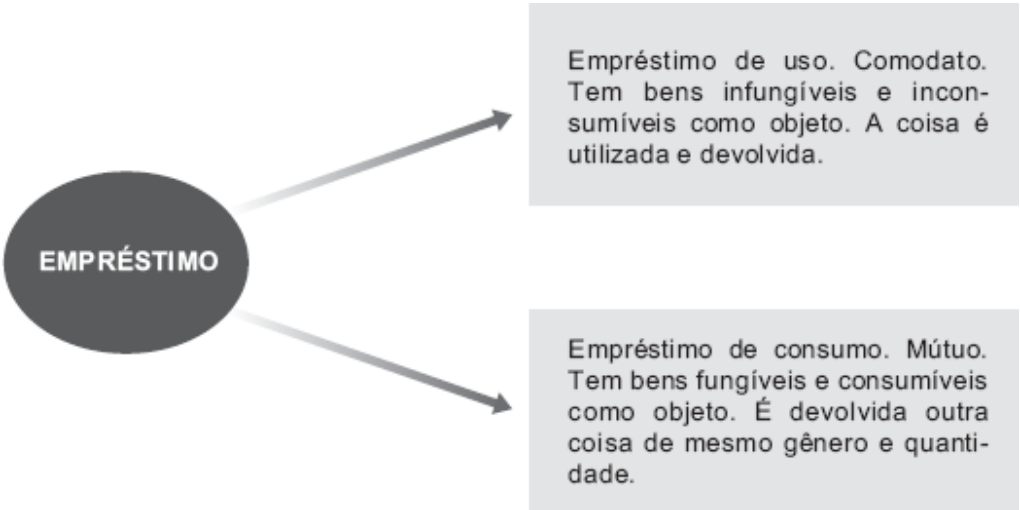 EMPRÉSTIMO
Empréstimo de uso. Comodato.
Tem bens infungíveis e incon-
sumíveis como objeto. A coisa é
utilizada e devolvida.
Empréstimo de consumo. Mútuo.
Tem bens fungíveis e consumíveis
como objeto. É devolvida outra
coisa de mesmo gênero e quanti-
dade.